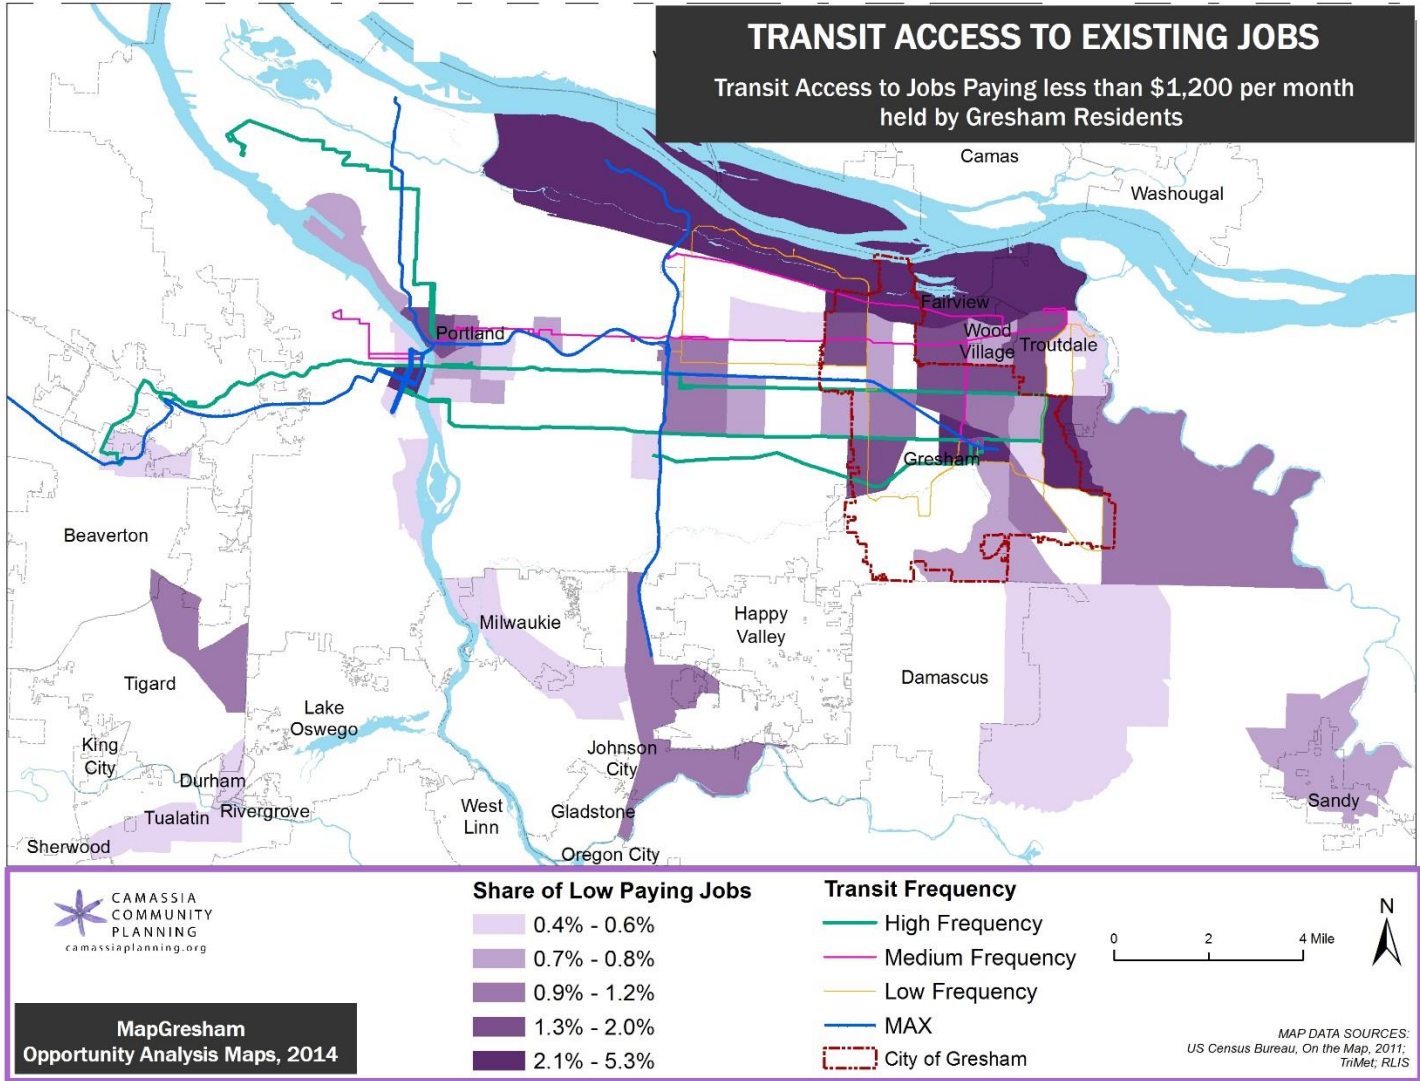 TRANSIT ACCESS TO EXISTING JOBS
Transit Access to Jobs Paying less than $1,200 per month
held by Gresham Residents
Camas
Washougal
Portland
Fairview
Wood
Village
Troutdale
Gresham
Beaverton
Milwaukie
Happy
Valley
Tigard
Damascus
Lake
Oswego
King
City
Johnson
City
Durham
Tualatin
Rivergrove
West
Linn
Gladstone
Sandy
Sherwood
Oregon City
CAMASSIA
COMMUNITY
PLANNING
camassiaplanning.org
MapGresham
Opportunity Analysis Maps, 2014
Share of Low Paying Jobs
0.4% - 0.6%
0.7% - 0.8%
0.9% - 1.2%
1.3% - 2.0%
2.1% - 5.3%
Transit Frequency
High Frequency
Medium Frequency
Low Frequency
MAX
City of Gresham
0 2 4 Mile
N
MAP DATA SOURCES:
US Census Bureau, On the Map, 2011;
TriMet; RLIS